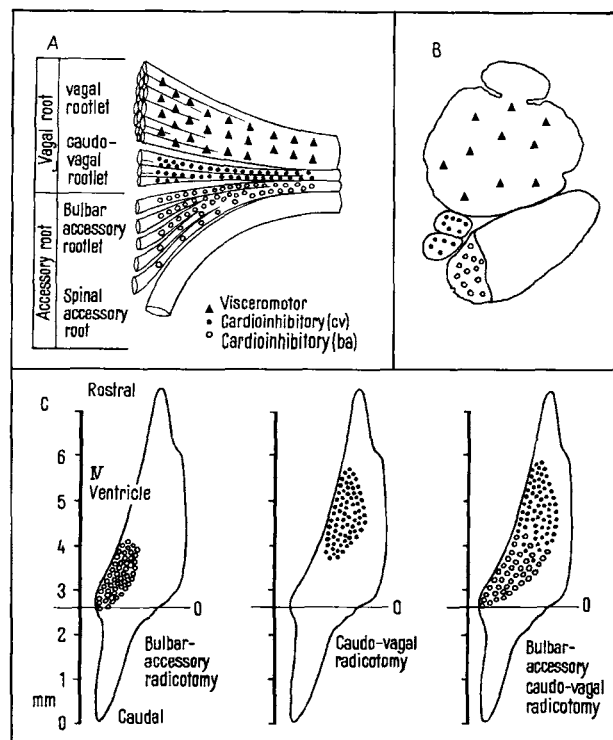 A
Vagal root
vagal
rootlet
caudo-
vagal
rootlet
Accessory root
Bulbar
accessory
rootlet
Spinal
accessory
root
▲ Visceromotor
• Cardioinhibitory (cv)
o Cardioinhibitory (ba)
B
C
Rostral
6
5
4
3
2
1
0
mm
IV
Ventricle
0
Bulbar-
accessory
radicotomy
Caudal
0
Caudo-vagal
radicotomy
0
Bulbar-
accessory
caudo-vagal
radicotomy